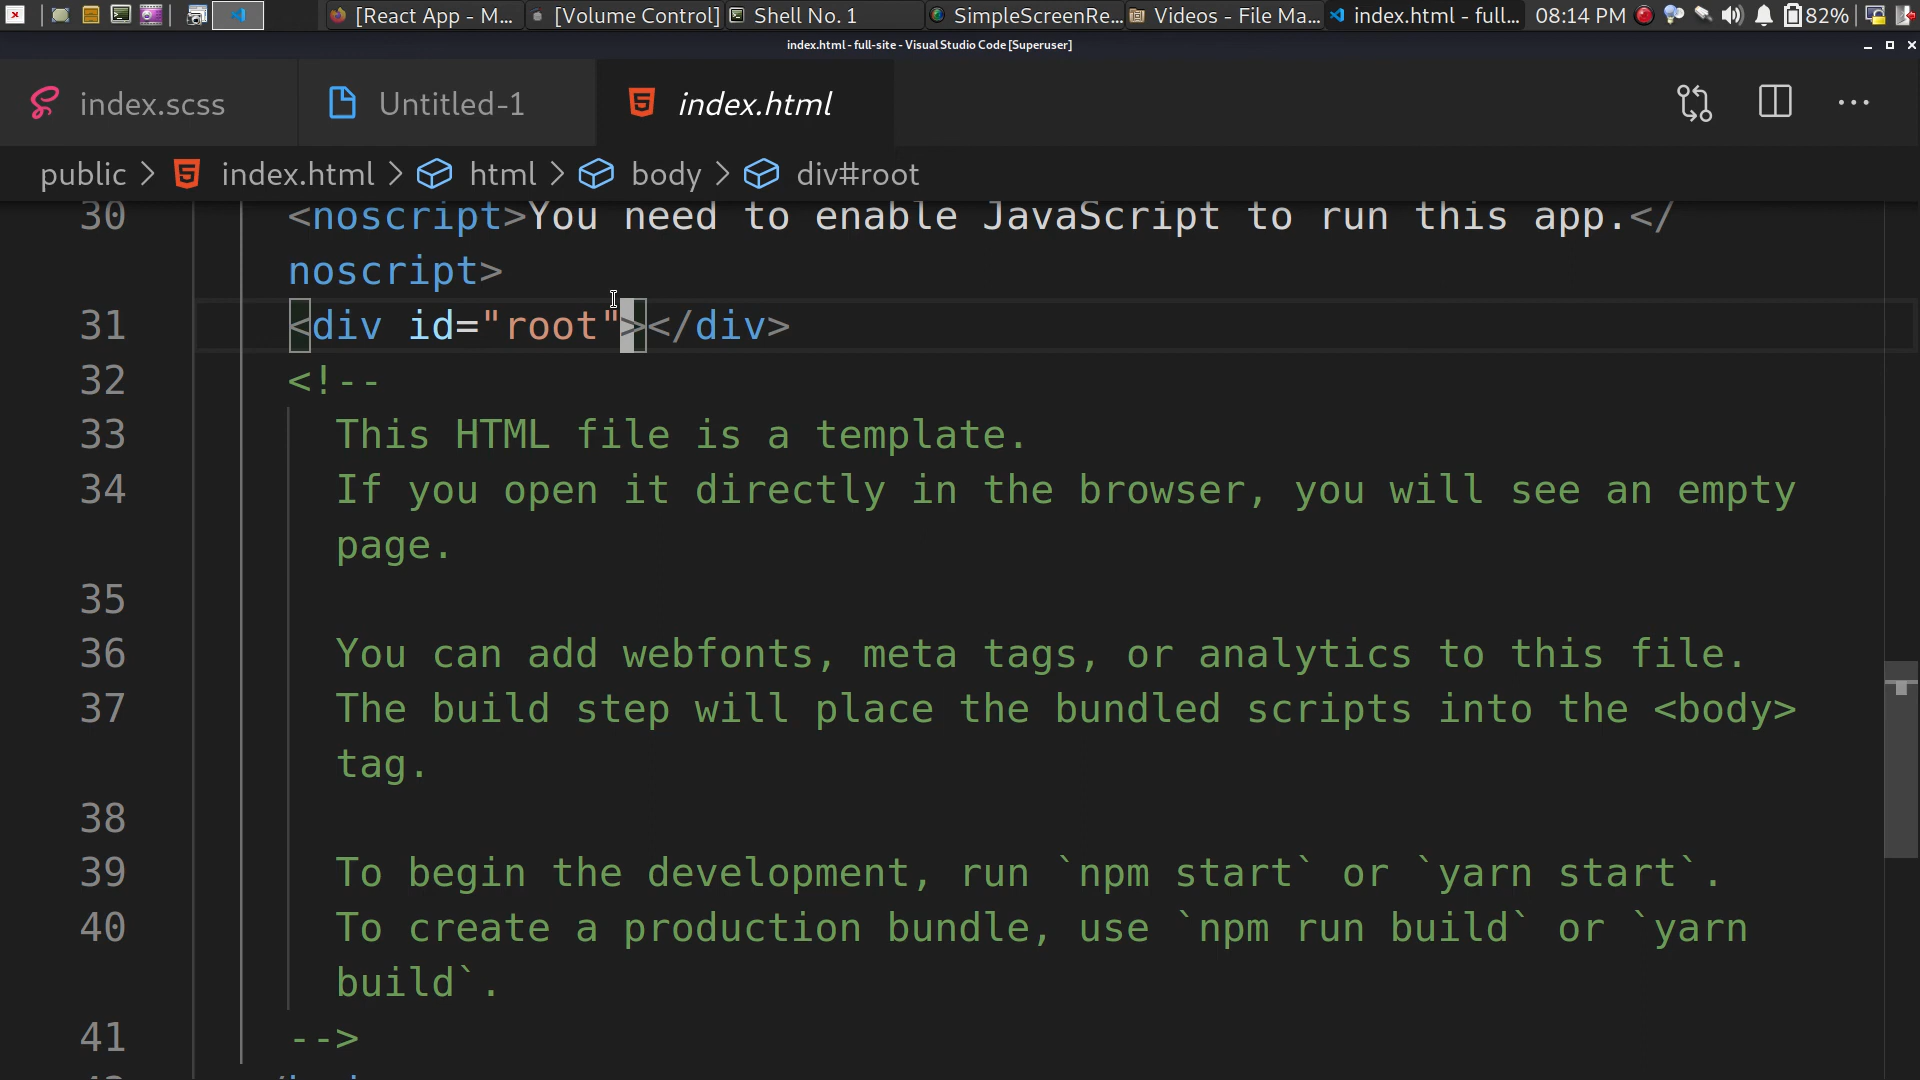 [React App - M... [Volume Control] Shell No. 1 SimpleScreenRe... Videos - File Ma... index.html - full... 08:14 PM 82%
index.html - full-site - Visual Studio Code [Superuser]
index.scss Untitled-1 index.html
public > index.html > html > body > div#root
30 <noscript>You need to enable JavaScript to run this app.</
noscript>
31 <div id="root"></div>
32 <!--
33 This HTML file is a template.
34 If you open it directly in the browser, you will see an empty
page.
35
36 You can add webfonts, meta tags, or analytics to this file.
37 The build step will place the bundled scripts into the <body>
tag.
38
39 To begin the development, run `npm start` or `yarn start`.
40 To create a production bundle, use `npm run build` or `yarn
build`.
41 -->